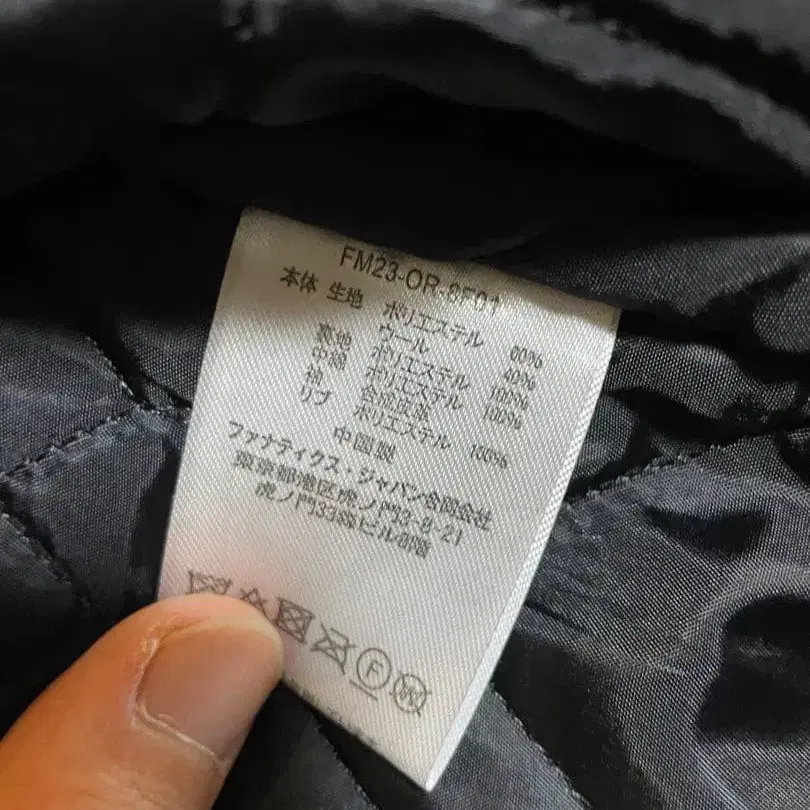 FM23-OR-8F01
本体 生地 ポリエステル 60%
ウール 40%
裏地 ポリエステル 100%
中綿 ポリエステル 100%
袖 合成皮革
リブ ポリエステル 100%
中国製
ファナティクス・ジャパン合同会社
東京都港区虎ノ門3-8-21
虎ノ門33森ビル8階
F
W